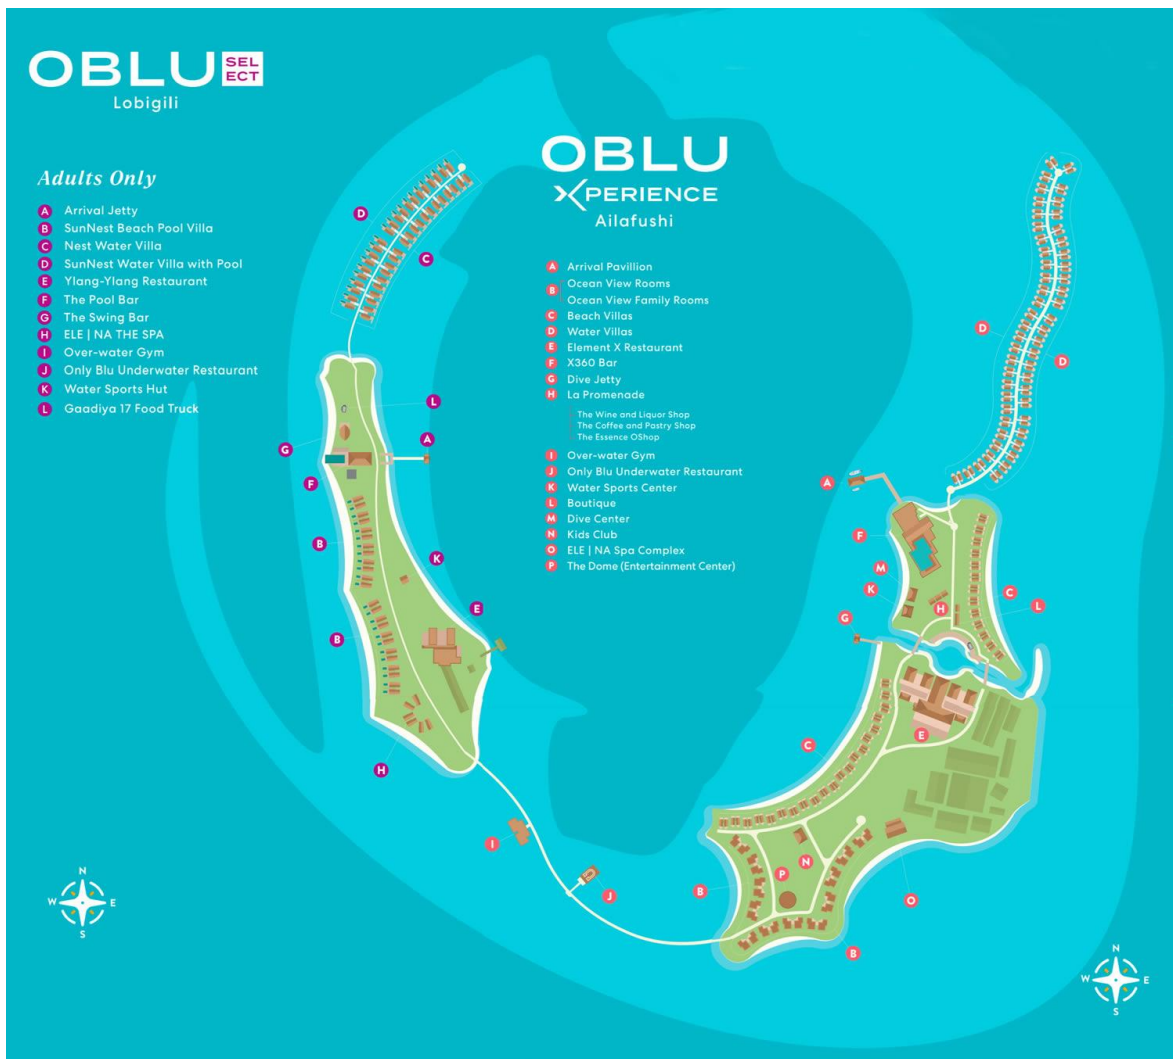 OBLU SEL
ECT
Lobigili
Adults Only
A Arrival Jetty
B SunNest Beach Pool Villa
C Nest Water Villa
D SunNest Water Villa with Pool
E Ylang-Ylang Restaurant
F The Pool Bar
G The Swing Bar
H ELE | NA THE SPA
I Over-water Gym
J Only Blu Underwater Restaurant
K Water Sports Hut
L Gaadiya 17 Food Truck
OBLU
XPERIENCE
Ailafushi
A Arrival Pavillion
B Ocean View Rooms
Ocean View Family Rooms
C Beach Villas
D Water Villas
E Element X Restaurant
F X360 Bar
G Dive Jetty
H La Promenade
The Wine and Liquor Shop
The Coffee and Pastry Shop
The Essence OShop
I Over-water Gym
J Only Blu Underwater Restaurant
K Water Sports Center
L Boutique
M Dive Center
N Kids Club
O ELE | NA Spa Complex
P The Dome (Entertainment Center)
D
C
L
A
G
F
B
K
E
B
H
I
J
D
D
A
F
M
K
H
C
L
G
E
C
N
P
B
O
B
N
W E
S
N
W E
S